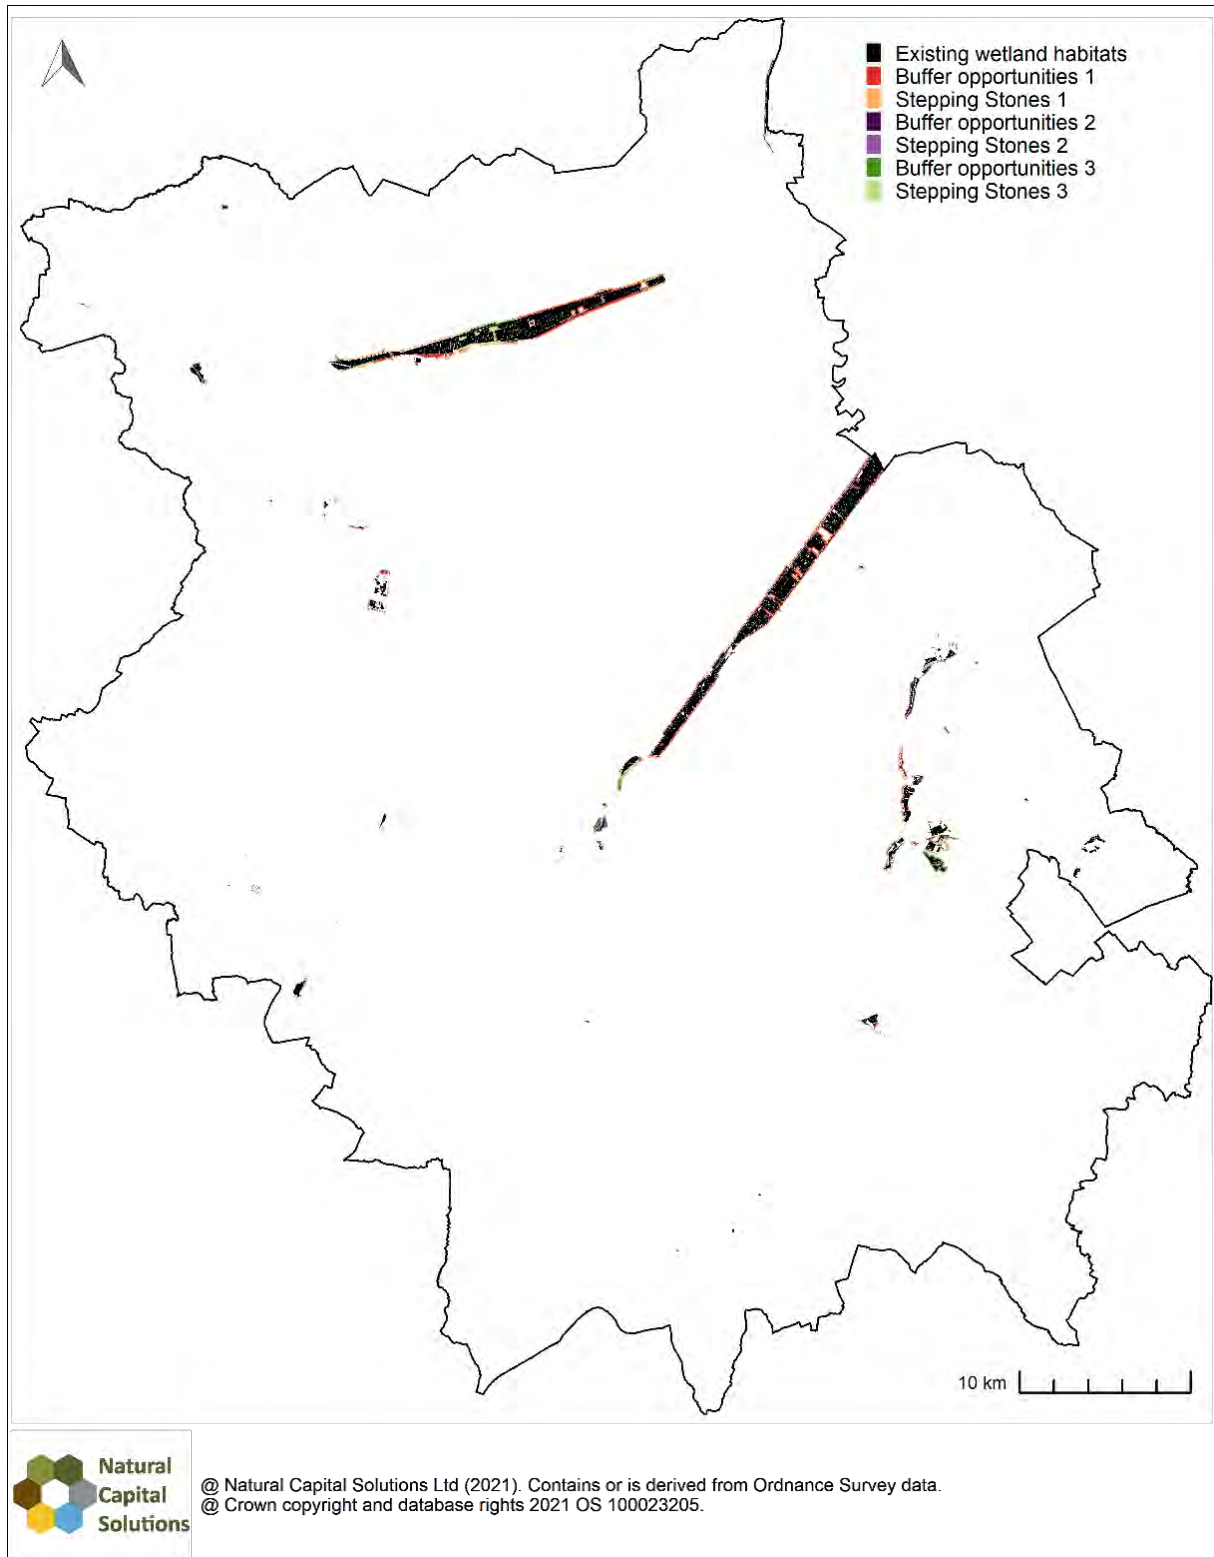 Existing wetland habitats
Buffer opportunities 1
Stepping Stones 1
Buffer opportunities 2
Stepping Stones 2
Buffer opportunities 3
Stepping Stones 3
10 km
Natural
Capital
Solutions
@ Natural Capital Solutions Ltd (2021). Contains or is derived from Ordnance Survey data.
@ Crown copyright and database rights 2021 OS 100023205.